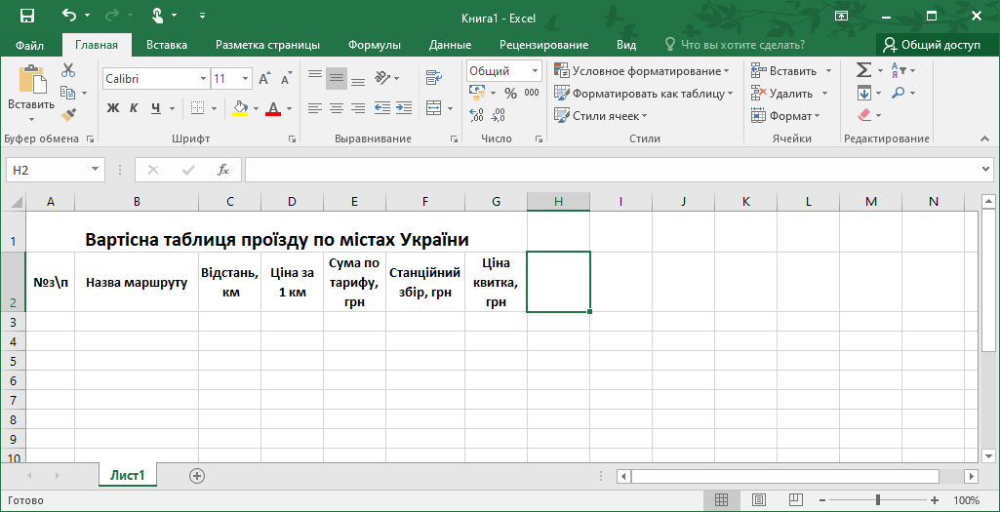 Книга1 - Excel
Файл Главная Вставка Разметка страницы Формулы Данные Рецензирование Вид Что вы хотите сделать? Общий доступ
Вставить
Calibri 11
Ж К Ч
А А А
Общий
% 000
,00 ,0
Условное форматирование
Форматировать как таблицу
Стили ячеек
Вставить
Удалить
Формат
Σ
А Я
Буфер обмена Шрифт Выравнивание Число Стили Ячейки Редактирование
H2 fx
A B C D E F G H I J K L M N
1 Вартісна таблиця проїзду по містах України
2 №з\п Назва маршруту Відстань, км Ціна за 1 км Сума по тарифу, грн Станційний збір, грн Ціна квитка, грн
3
4
5
6
7
8
9
10
Лист1
Готово 100%